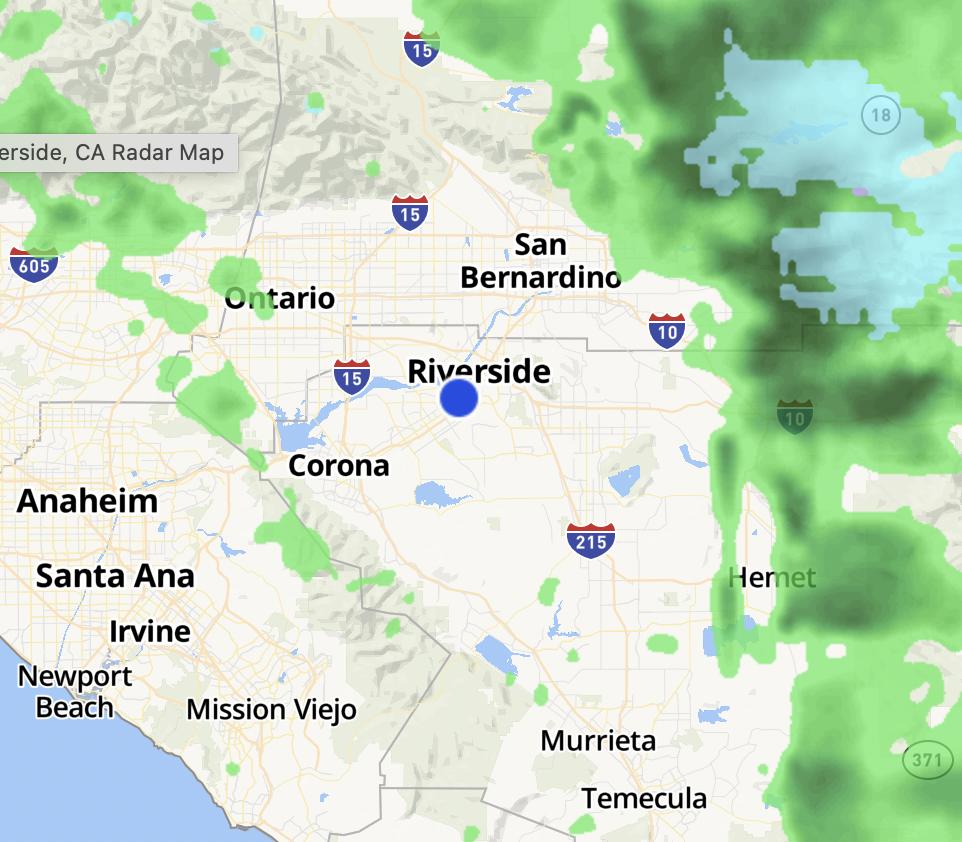 15
18
erside, CA Radar Map
15
San
Bernardino
605
Ontario
10
Riverside
15
10
Corona
Anaheim
215
Santa Ana
Hemet
Irvine
Newport
Beach
Mission Viejo
Murrieta
371
Temecula